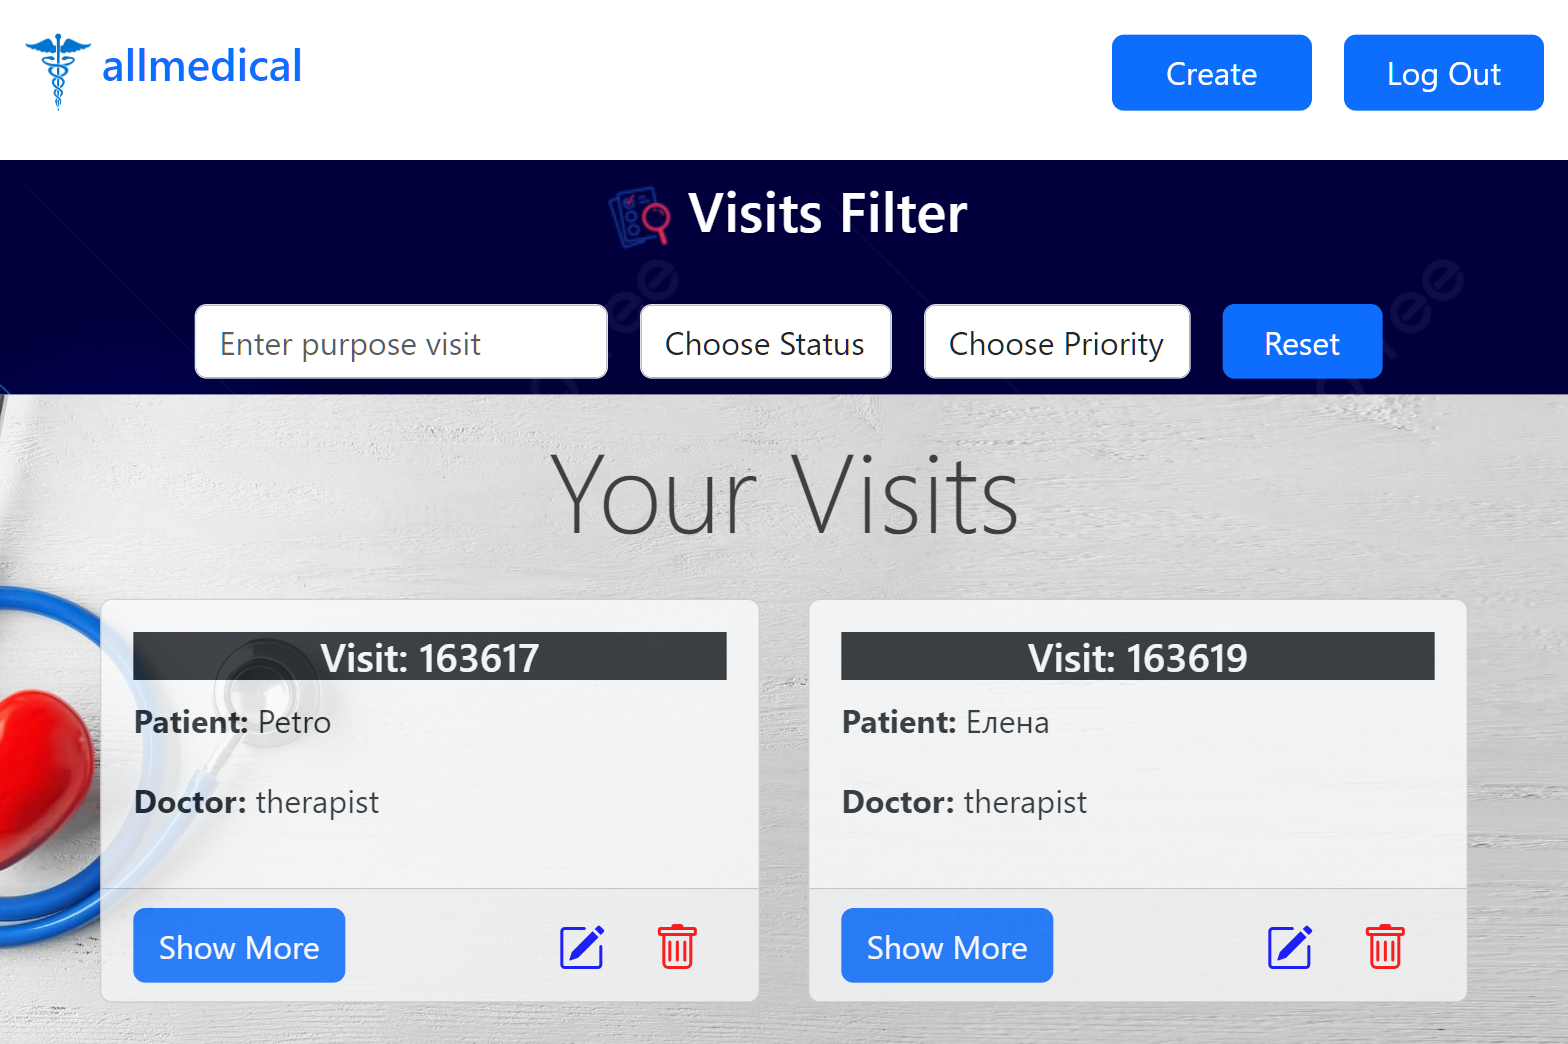 allmedical
Create
Log Out
Visits Filter
Enter purpose visit
Choose Status
Choose Priority
Reset
Your Visits
Visit: 163617
Patient: Petro
Doctor: therapist
Show More
Visit: 163619
Patient: Елена
Doctor: therapist
Show More